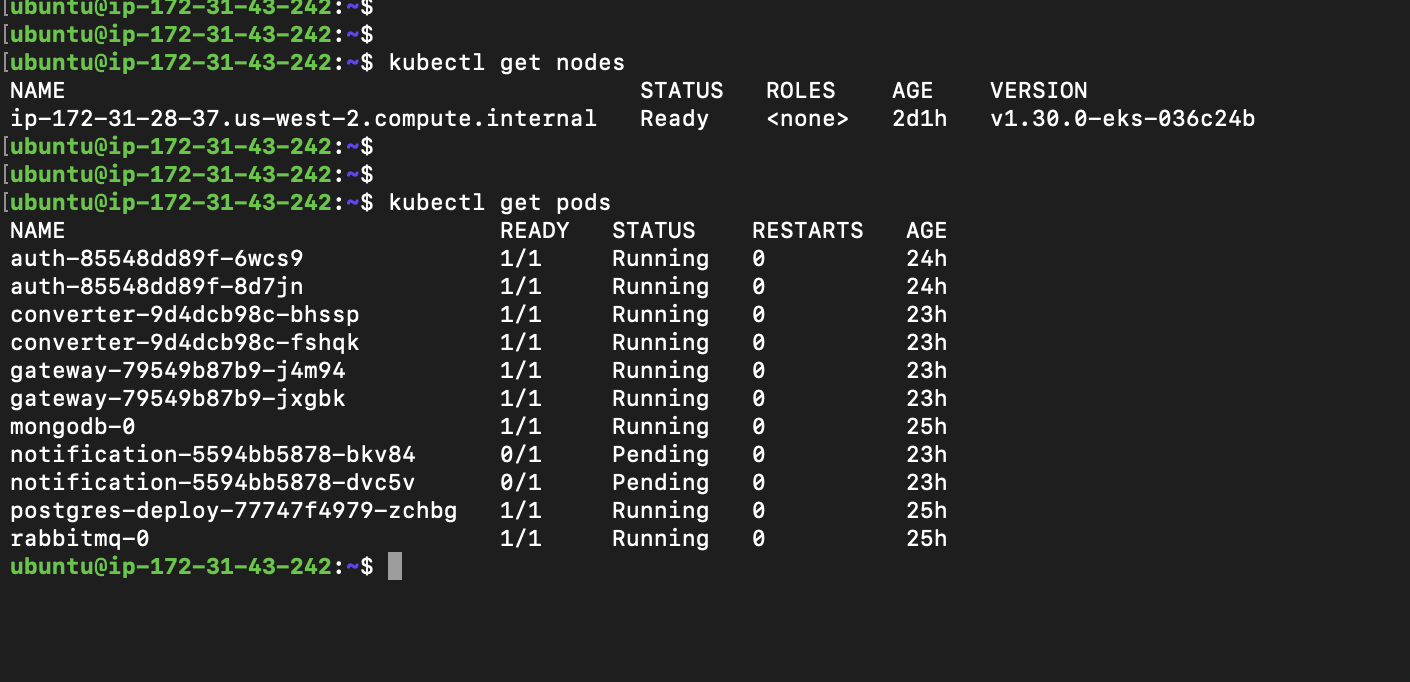 [ubuntu@ip-172-31-43-242:~$
[ubuntu@ip-172-31-43-242:~$
[ubuntu@ip-172-31-43-242:~$ kubectl get nodes
NAME                                         STATUS   ROLES    AGE    VERSION
ip-172-31-28-37.us-west-2.compute.internal   Ready    <none>   2d1h   v1.30.0-eks-036c24b
[ubuntu@ip-172-31-43-242:~$
[ubuntu@ip-172-31-43-242:~$
[ubuntu@ip-172-31-43-242:~$ kubectl get pods
NAME                               READY   STATUS    RESTARTS   AGE
auth-85548dd89f-6wcs9              1/1     Running   0          24h
auth-85548dd89f-8d7jn              1/1     Running   0          24h
converter-9d4dcb98c-bhssp          1/1     Running   0          23h
converter-9d4dcb98c-fshqk          1/1     Running   0          23h
gateway-79549b87b9-j4m94           1/1     Running   0          23h
gateway-79549b87b9-jxgbk           1/1     Running   0          23h
mongodb-0                          1/1     Running   0          25h
notification-5594bb5878-bkv84      0/1     Pending   0          23h
notification-5594bb5878-dvc5v      0/1     Pending   0          23h
postgres-deploy-77747f4979-zchbg   1/1     Running   0          25h
rabbitmq-0                         1/1     Running   0          25h
ubuntu@ip-172-31-43-242:~$